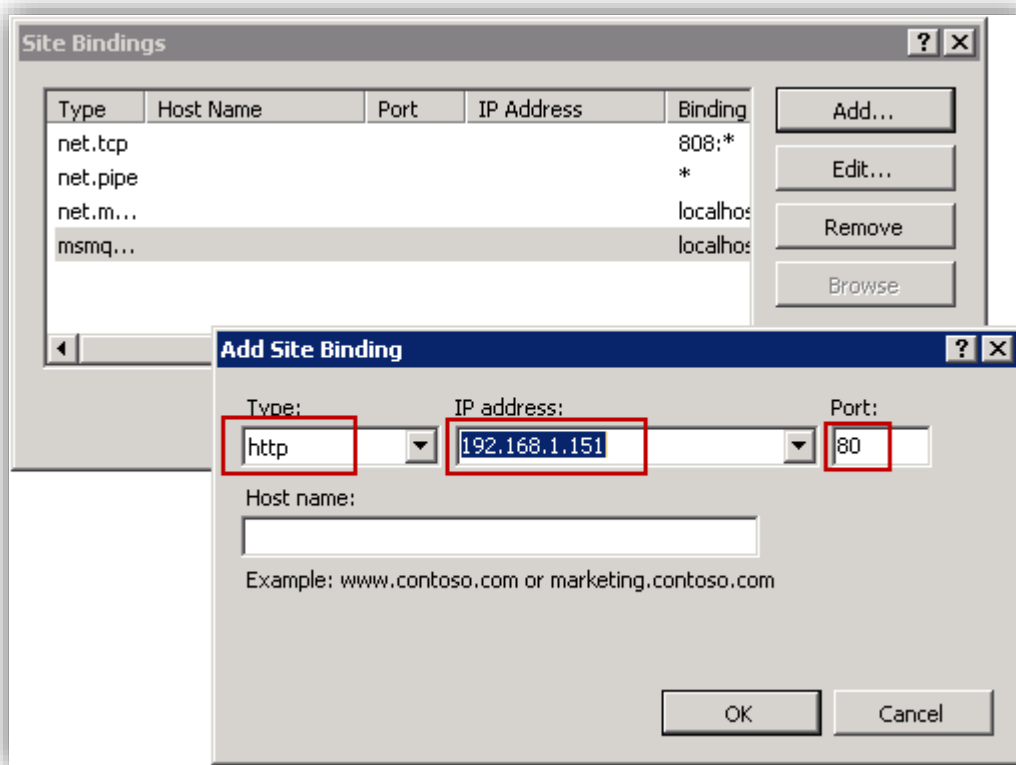 Site Bindings
Type Host Name Port IP Address Binding
net.tcp 808:*
net.pipe *
net.m... localhos
msmq... localhos
Add...
Edit...
Remove
Browse
Add Site Binding
Type: IP address: Port:
http 192.168.1.151 80
Host name:
Example: www.contoso.com or marketing.contoso.com
OK Cancel